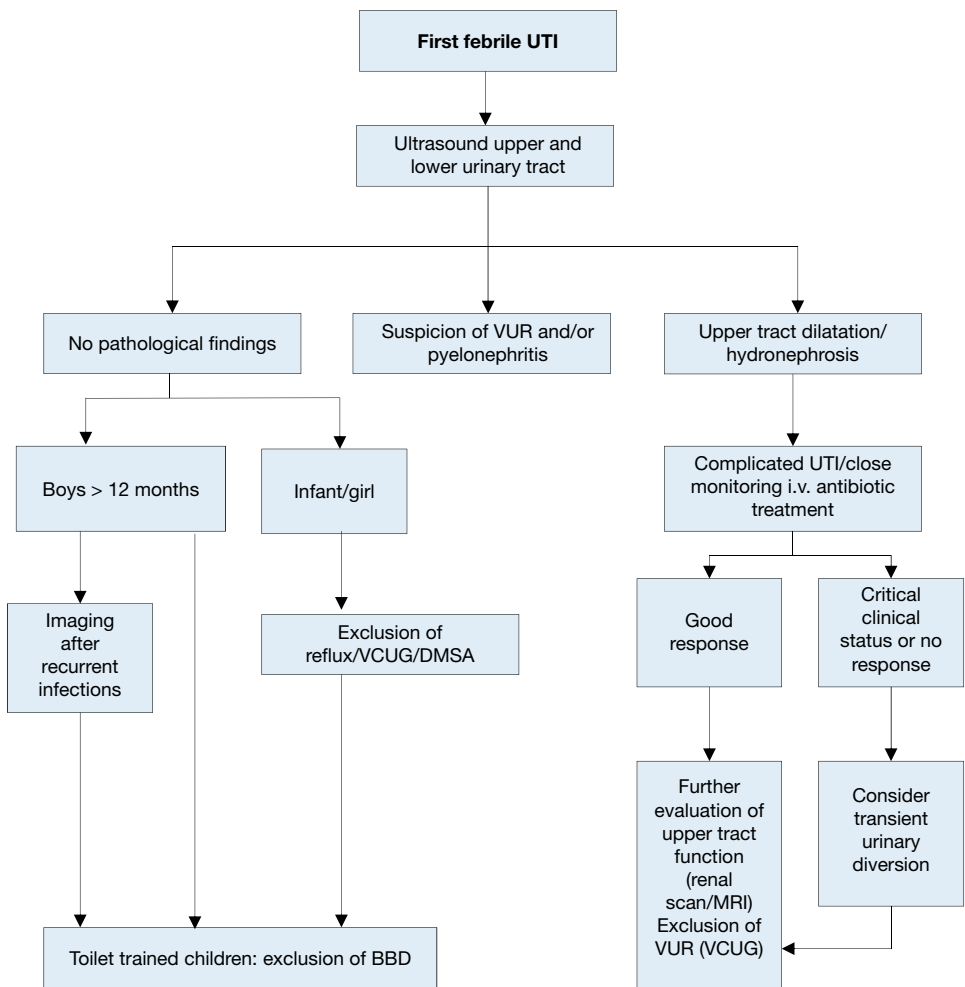 First febrile UTI
Ultrasound upper and
lower urinary tract
No pathological findings
Suspicion of VUR and/or
pyelonephritis
Upper tract dilatation/
hydronephrosis
Boys > 12 months
Infant/girl
Complicated UTI/close
monitoring i.v. antibiotic
treatment
Imaging
after
recurrent
infections
Exclusion of
reflux/VCUG/DMSA
Good
response
Critical
clinical
status or no
response
Further
evaluation of
upper tract
function
(renal
scan/MRI)
Exclusion of
VUR (VCUG)
Consider
transient
urinary
diversion
Toilet trained children: exclusion of BBD